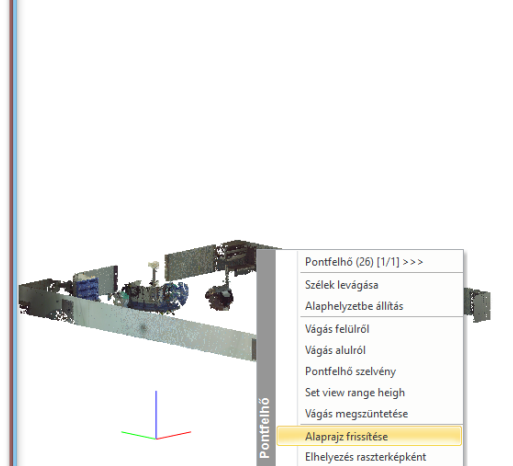 Pontfelhő (26) [1/1] >>>
Szélek levágása
Alaphelyzetbe állítás
Vágás felülről
Vágás alulról
Pontfelhő szelvény
Set view range heigh
Vágás megszüntetése
Alaprajz frissítése
Elhelyezés raszterképként
Pontfelhő